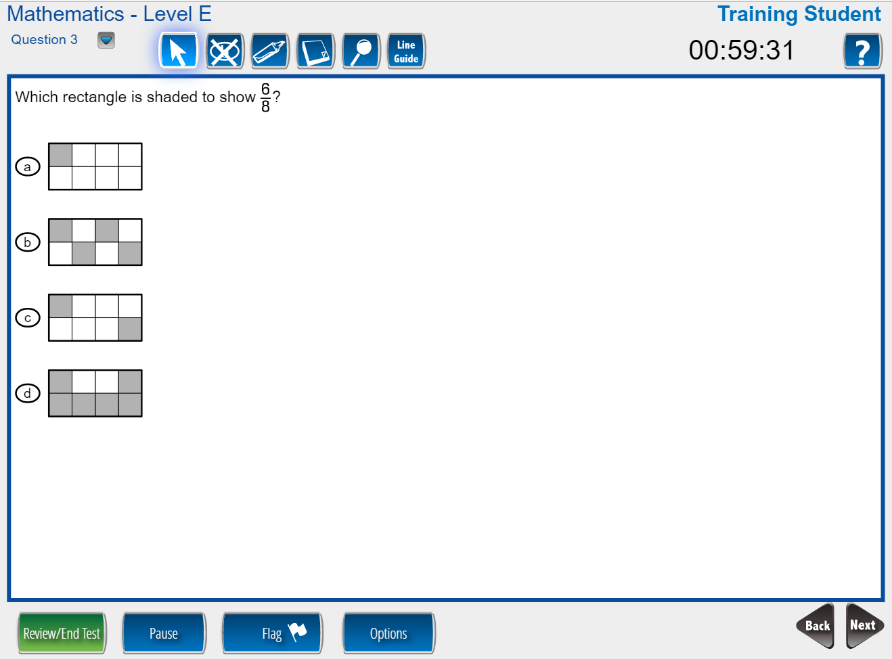 Mathematics - Level E
Training Student
Question 3
Line
Guide
00:59:31
?
Which rectangle is shaded to show 6/8?
a
b
c
d
Review/End Test
Pause
Flag
Options
Back
Next